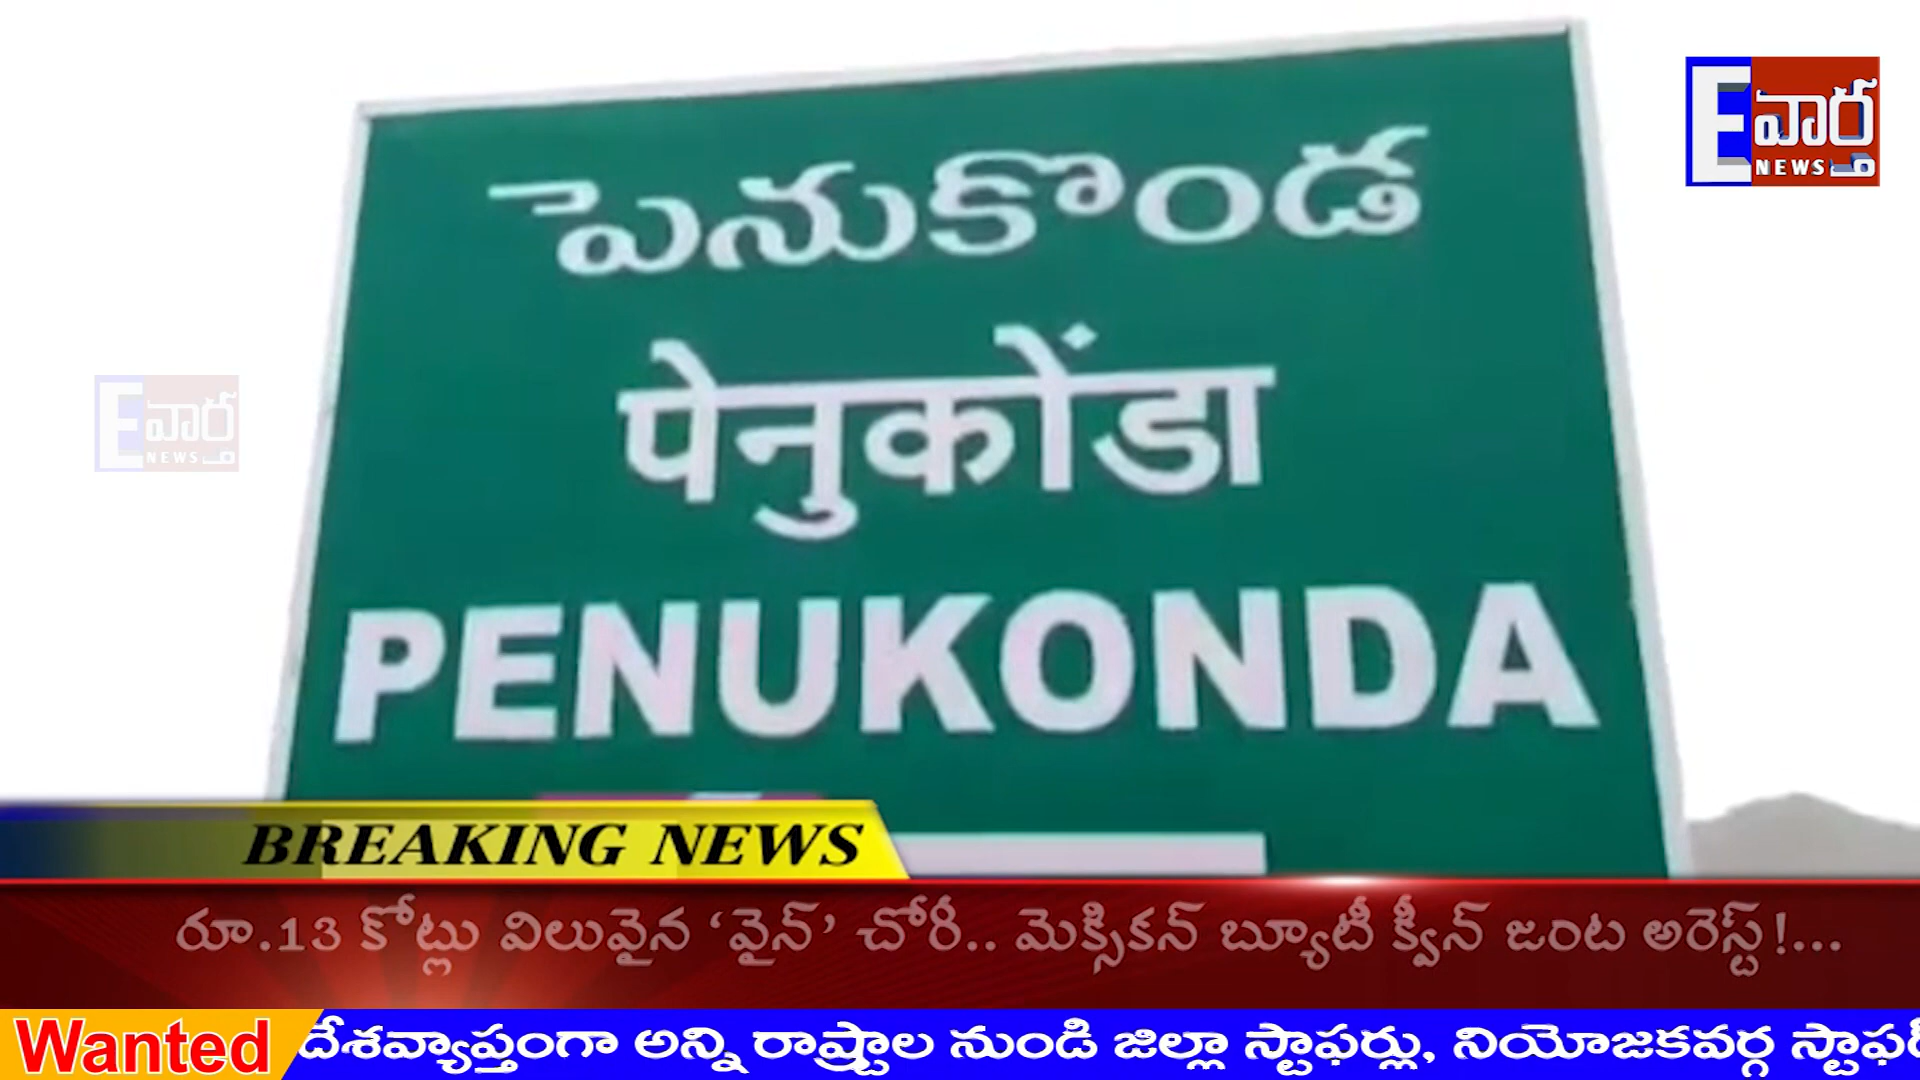 E వార్త
NEWS
పెనుకొండ
पेनुकोंडा
E వార్త
NEWS
PENUKONDA
BREAKING NEWS
రూ.13 కోట్లు విలువైన ‘వైన్’ చోరీ.. మెక్సికన్ బ్యూటీ క్వీన్ జంట అరెస్ట్!...
Wanted దేశవ్యాప్తంగా అన్ని రాష్ట్రాల నుండి జిల్లా స్టాఫర్లు, నియోజకవర్గ